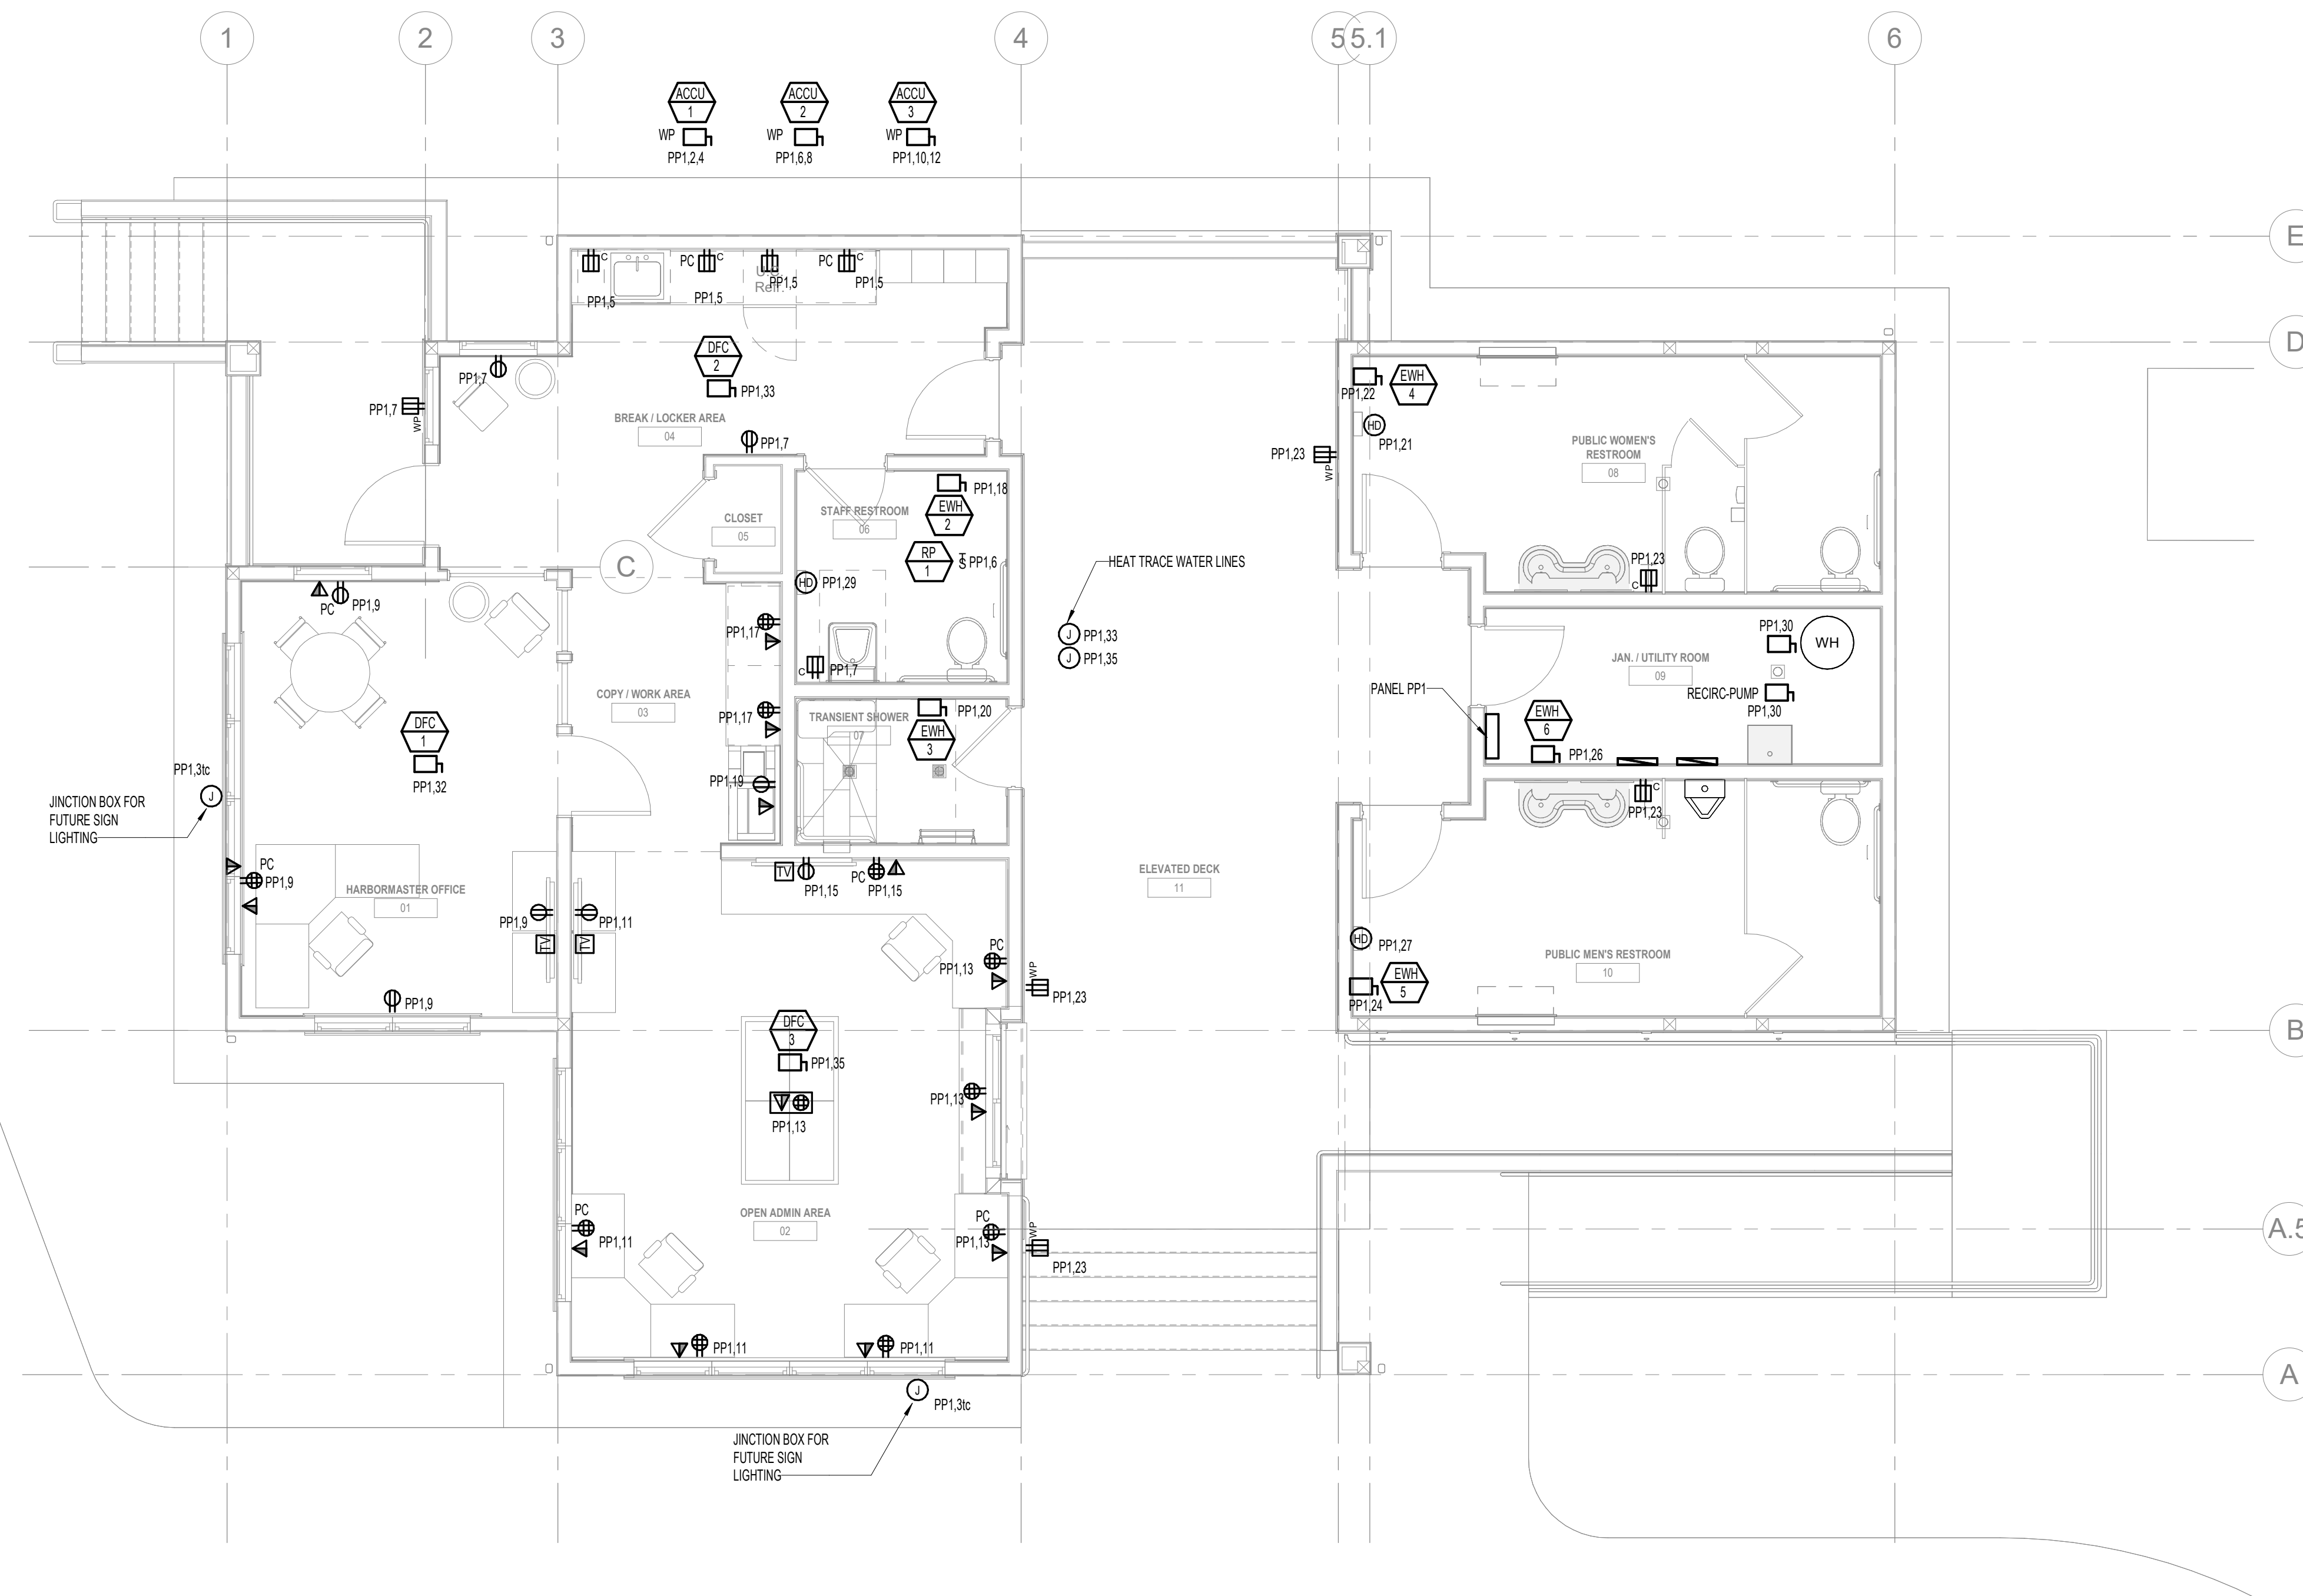 1
2
3
4
5
5.1
6
ACCU
1
ACCU
2
ACCU
3
WP
WP
WP
PP1,2,4
PP1,6,8
PP1,10,12
E
C
PC
C
PC
C
U.C.
Refr.
PP1,5
PP1,5
PP1,5
PP1,5
D
DFC
2
PP1,33
PP1,7
PP1,7
WP
BREAK / LOCKER AREA
04
PP1,7
PP1,22
EWH
4
HD
PP1,21
PP1,23
WP
PUBLIC WOMEN'S
RESTROOM
08
PP1,18
EWH
2
STAFF RESTROOM
06
CLOSET
05
RP
1
PP1,6
C
HEAT TRACE WATER LINES
HD
PP1,29
PP1,23
C
PC
PP1,9
PP1,17
J
PP1,33
J
PP1,35
PP1,30
WH
JAN. / UTILITY ROOM
09
C
PP1,7
COPY / WORK AREA
03
PANEL PP1
RECIRC-PUMP
PP1,30
PP1,17
TRANSIENT SHOWER
07
PP1,20
EWH
3
DFC
1
PP1,32
EWH
6
PP1,26
PP1,3tc
J
JINCTION BOX FOR
FUTURE SIGN
LIGHTING
PP1,19
C
PP1,23
PC
PP1,9
TV
PP1,15
PC
PP1,15
ELEVATED DECK
11
HARBORMASTER OFFICE
01
PP1,9
TV
PP1,11
TV
PC
PP1,13
WP
PP1,23
HD
PP1,27
PUBLIC MEN'S RESTROOM
10
EWH
5
PP1,24
PP1,9
B
DFC
3
PP1,35
PP1,13
PP1,13
OPEN ADMIN AREA
02
PC
PP1,11
PC
PP1,13
WP
PP1,23
A.5
PP1,11
PP1,11
A
J
PP1,3tc
JINCTION BOX FOR
FUTURE SIGN
LIGHTING